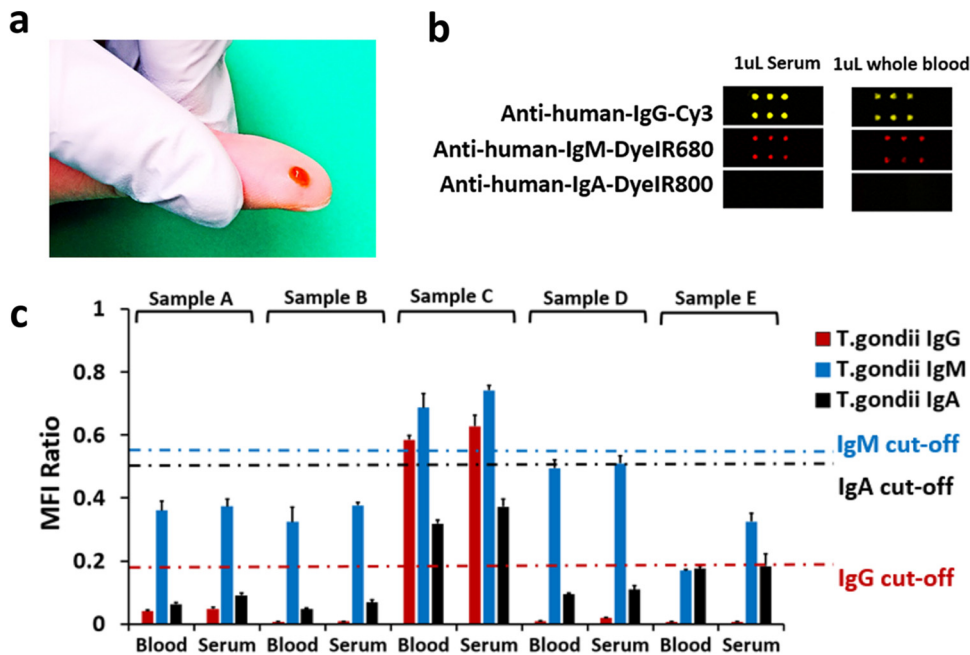 a
b
1uL Serum 1uL whole blood
Anti-human-IgG-Cy3
Anti-human-IgM-DyeIR680
Anti-human-IgA-DyeIR800
c
Sample A Sample B Sample C Sample D Sample E
1
0.8
0.6
0.4
0.2
0
MFI Ratio
T.gondii IgG
T.gondii IgM
T.gondii IgA
IgM cut-off
IgA cut-off
IgG cut-off
Blood Serum Blood Serum Blood Serum Blood Serum Blood Serum